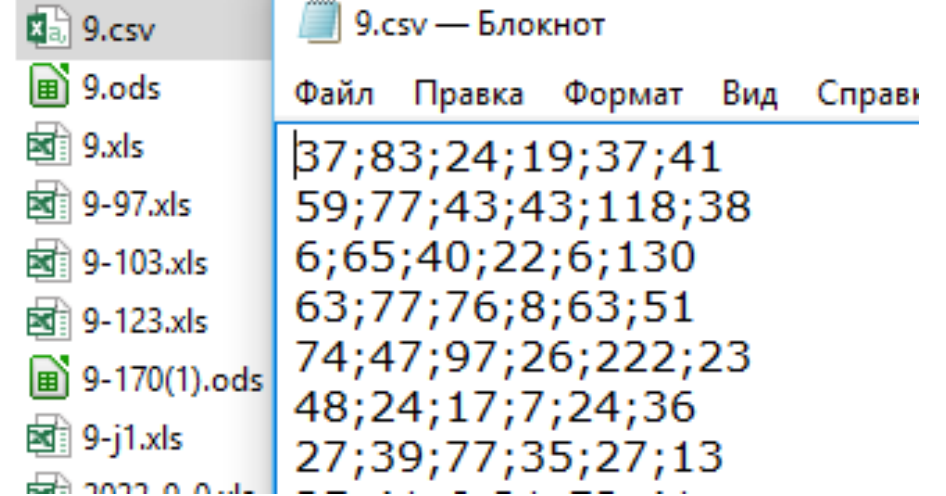 9.csv
9.ods
9.xls
9-97.xls
9-103.xls
9-123.xls
9-170(1).ods
9-j1.xls
9.csv — Блокнот
Файл Правка Формат Вид
37;83;24;19;37;41
59;77;43;43;118;38
6;65;40;22;6;130
63;77;76;8;63;51
74;47;97;26;222;23
48;24;17;7;24;36
27;39;77;35;27;13